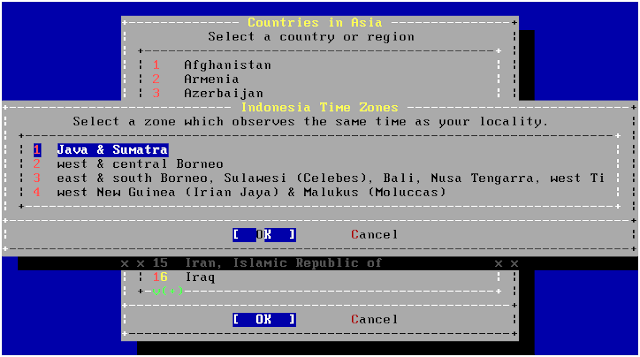 Countries in Asia
Select a country or region
1 Afghanistan
2 Armenia
3 Azerbaijan
Indonesia Time Zones
Select a zone which observes the same time as your locality.
1 Java & Sumatra
2 west & central Borneo
3 east & south Borneo, Sulawesi (Celebes), Bali, Nusa Tengarra, west Ti
4 west New Guinea (Irian Jaya) & Malukus (Moluccas)
[ OK ] Cancel
15 Iran, Islamic Republic of
16 Iraq
v(+)
[ OK ] Cancel